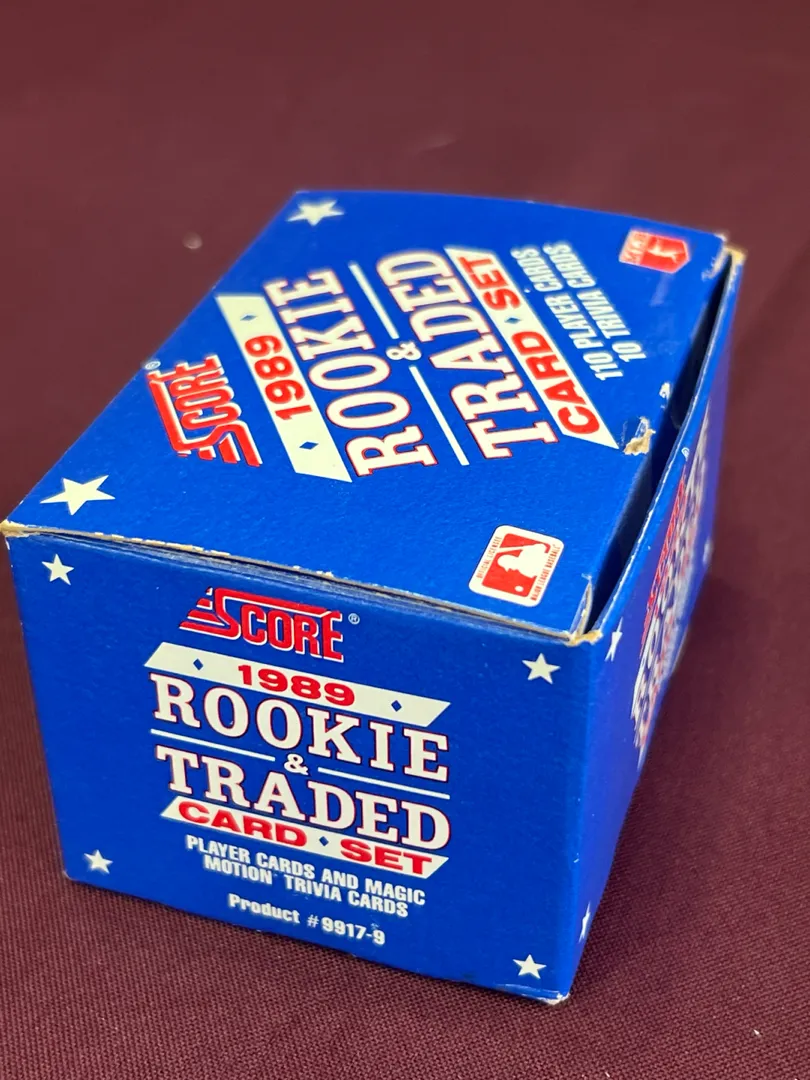 SCORE®
1989
ROOKIE
&
TRADED
CARD SET
110 PLAYER CARDS
10 TRIVIA CARDS
SCORE®
1989
ROOKIE
&
TRADED
CARD SET
PLAYER CARDS AND MAGIC
MOTION™ TRIVIA CARDS
Product #9917-9